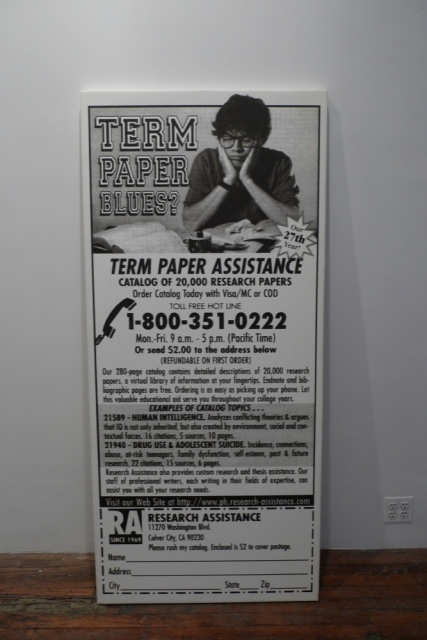 TERM
PAPER
BLUES?
Our
27th
Year!
TERM PAPER ASSISTANCE
CATALOG OF 20,000 RESEARCH PAPERS
Order Catalog Today with Visa/MC or COD
TOLL FREE HOT LINE
1-800-351-0222
Mon.-Fri. 9 a.m. - 5 p.m. (Pacific Time)
Or send $2.00 to the address below
(REFUNDABLE ON FIRST ORDER)
Our 280-page catalog contains detailed descriptions of 20,000 research
papers, a virtual library of information at your fingertips. Endnote and bib-
liographic pages are free. Ordering is as easy as picking up your phone. Let
this valuable educational aid serve you throughout your college years.
EXAMPLES OF CATALOG TOPICS . . .
21589 - HUMAN INTELLIGENCE. Analyzes conflicting theories & argues
that IQ is not only inherited, but also created by environment, social and con-
textual forces. 16 citations, 5 sources, 10 pages.
21940 - DRUG USE & ADOLESCENT SUICIDE. Incidence, connections,
abuse, at-risk teenagers, family dysfunction, self-esteem, past & future
research, 22 citations, 15 sources, 6 pages.
Research Assistance also provides custom research and thesis assistance. Our
staff of professional writers, each writing in their fields of expertise, can
assist you with all your research needs.
Visit our Web Site at http://www.ph.research-assistance.com
RA
SINCE 1969
RESEARCH ASSISTANCE
11270 Washington Blvd.
Culver City, CA 90230
Please rush my catalog. Enclosed is $2 to cover postage.
Name
Address
City State Zip